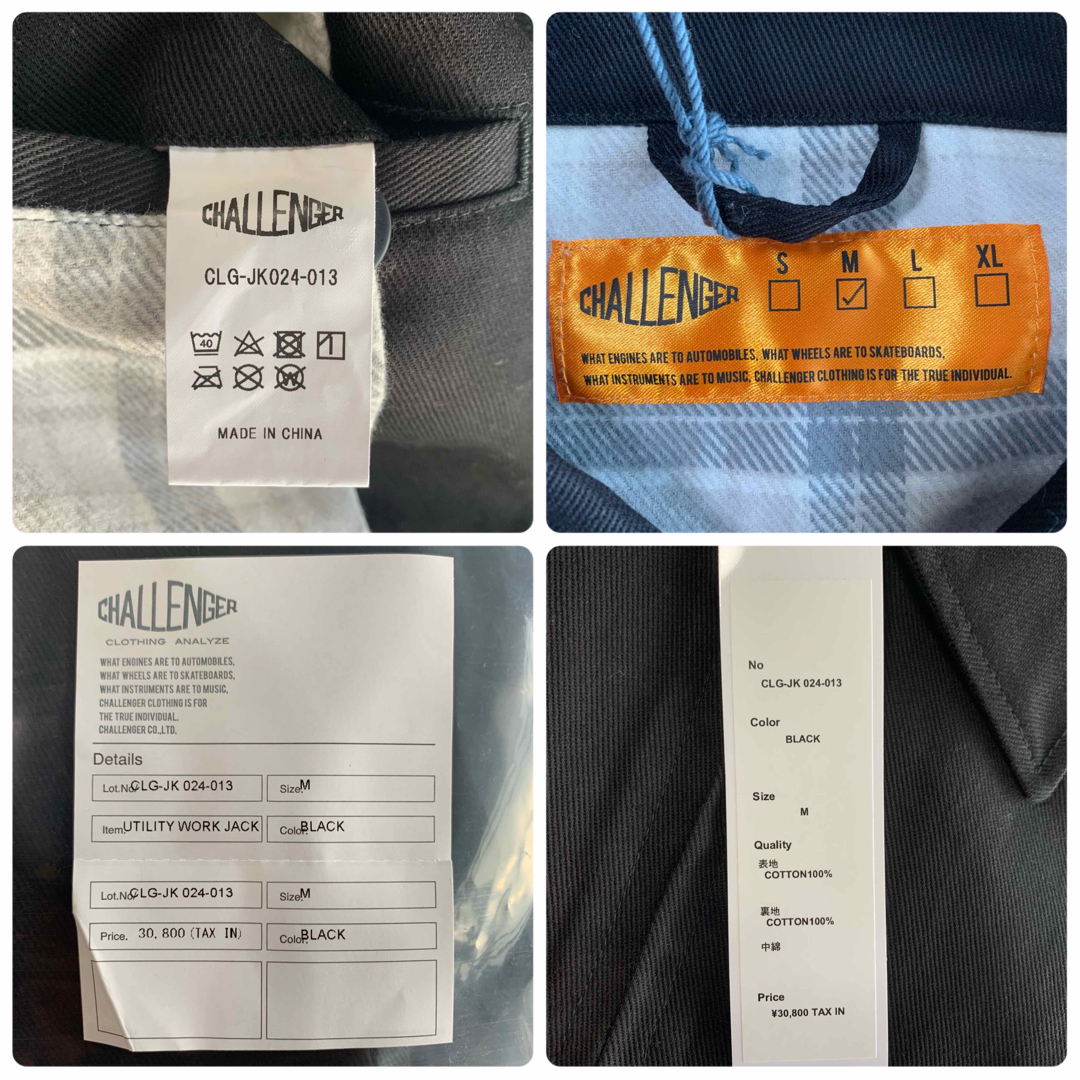 CHALLENGER
CLG-JK024-013
40
MADE IN CHINA
S M L XL
CHALLENGER
WHAT ENGINES ARE TO AUTOMOBILES, WHAT WHEELS ARE TO SKATEBOARDS,
WHAT INSTRUMENTS ARE TO MUSIC, CHALLENGER CLOTHING IS FOR THE TRUE INDIVIDUAL.
CHALLENGER
CLOTHING ANALYZE
WHAT ENGINES ARE TO AUTOMOBILES,
WHAT WHEELS ARE TO SKATEBOARDS,
WHAT INSTRUMENTS ARE TO MUSIC,
CHALLENGER CLOTHING IS FOR
THE TRUE INDIVIDUAL.
CHALLENGER CO.,LTD.
Details
Lot.No/ CLG-JK 024-013 Size. M
Item. UTILITY WORK JACK Color. BLACK
Lot.No/ CLG-JK 024-013 Size. M
Price. 30,800 (TAX IN) Color. BLACK
No
CLG-JK 024-013
Color
BLACK
Size
M
Quality
表地
COTTON100%
裏地
COTTON100%
中綿
Price
¥30,800 TAX IN